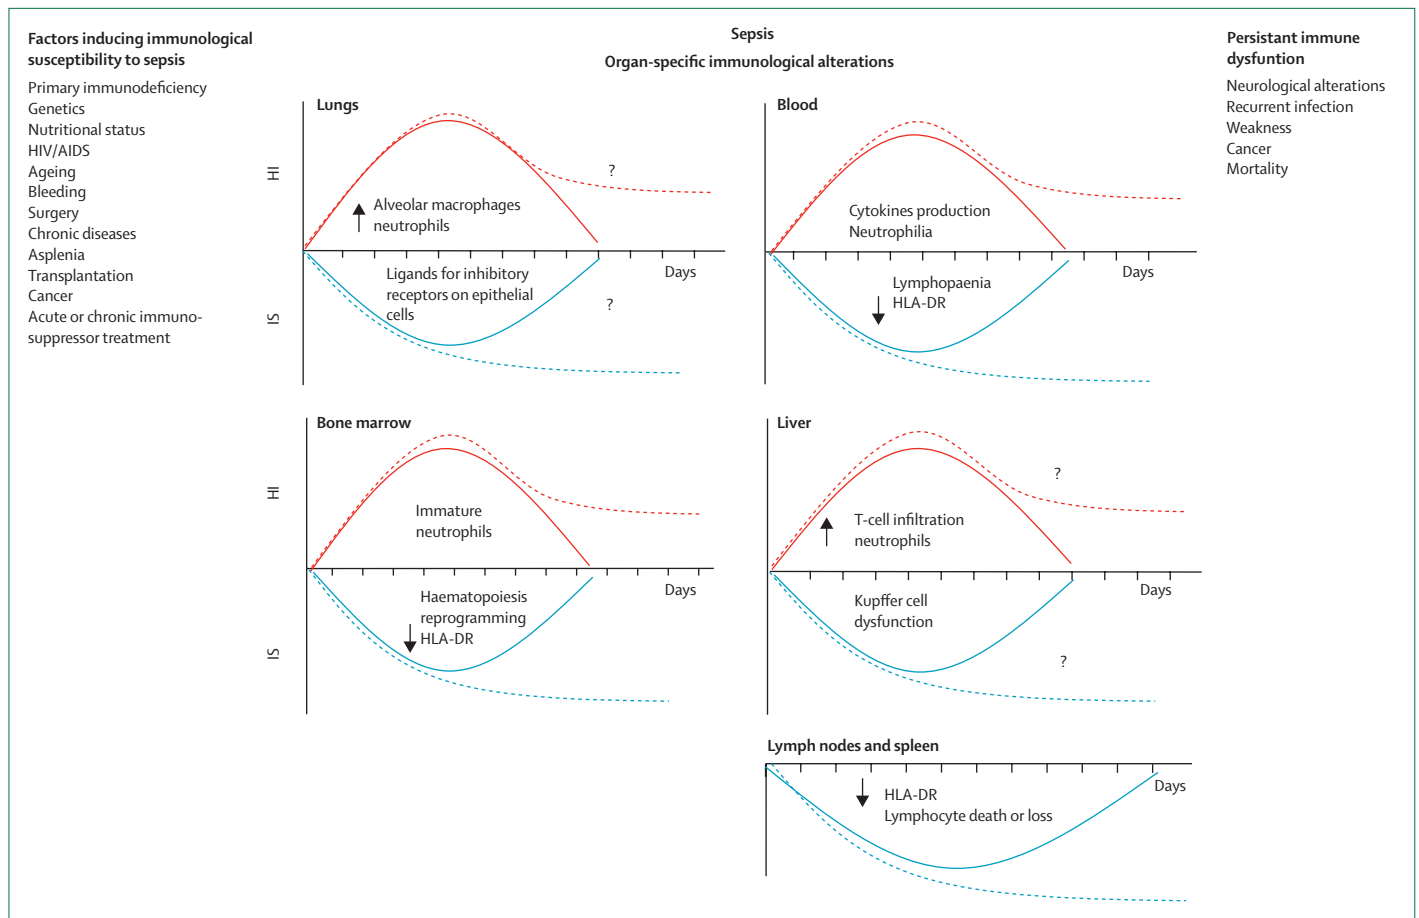 Factors inducing immunological
susceptibility to sepsis
Primary immunodeficiency
Genetics
Nutritional status
HIV/AIDS
Ageing
Bleeding
Surgery
Chronic diseases
Asplenia
Transplantation
Cancer
Acute or chronic immuno-
suppressor treatment
Sepsis
Organ-specific immunological alterations
Lungs
HI
?
Alveolar macrophages
neutrophils
Days
Ligands for inhibitory
receptors on epithelial
cells
?
IS
Blood
Cytokines production
Neutrophilia
Days
Lymphopaenia
HLA-DR
Bone marrow
HI
Immature
neutrophils
Days
Haematopoiesis
reprogramming
HLA-DR
IS
Liver
?
T-cell infiltration
neutrophils
Days
Kupffer cell
dysfunction
?
Lymph nodes and spleen
Days
HLA-DR
Lymphocyte death or loss
Persistant immune
dysfuntion
Neurological alterations
Recurrent infection
Weakness
Cancer
Mortality